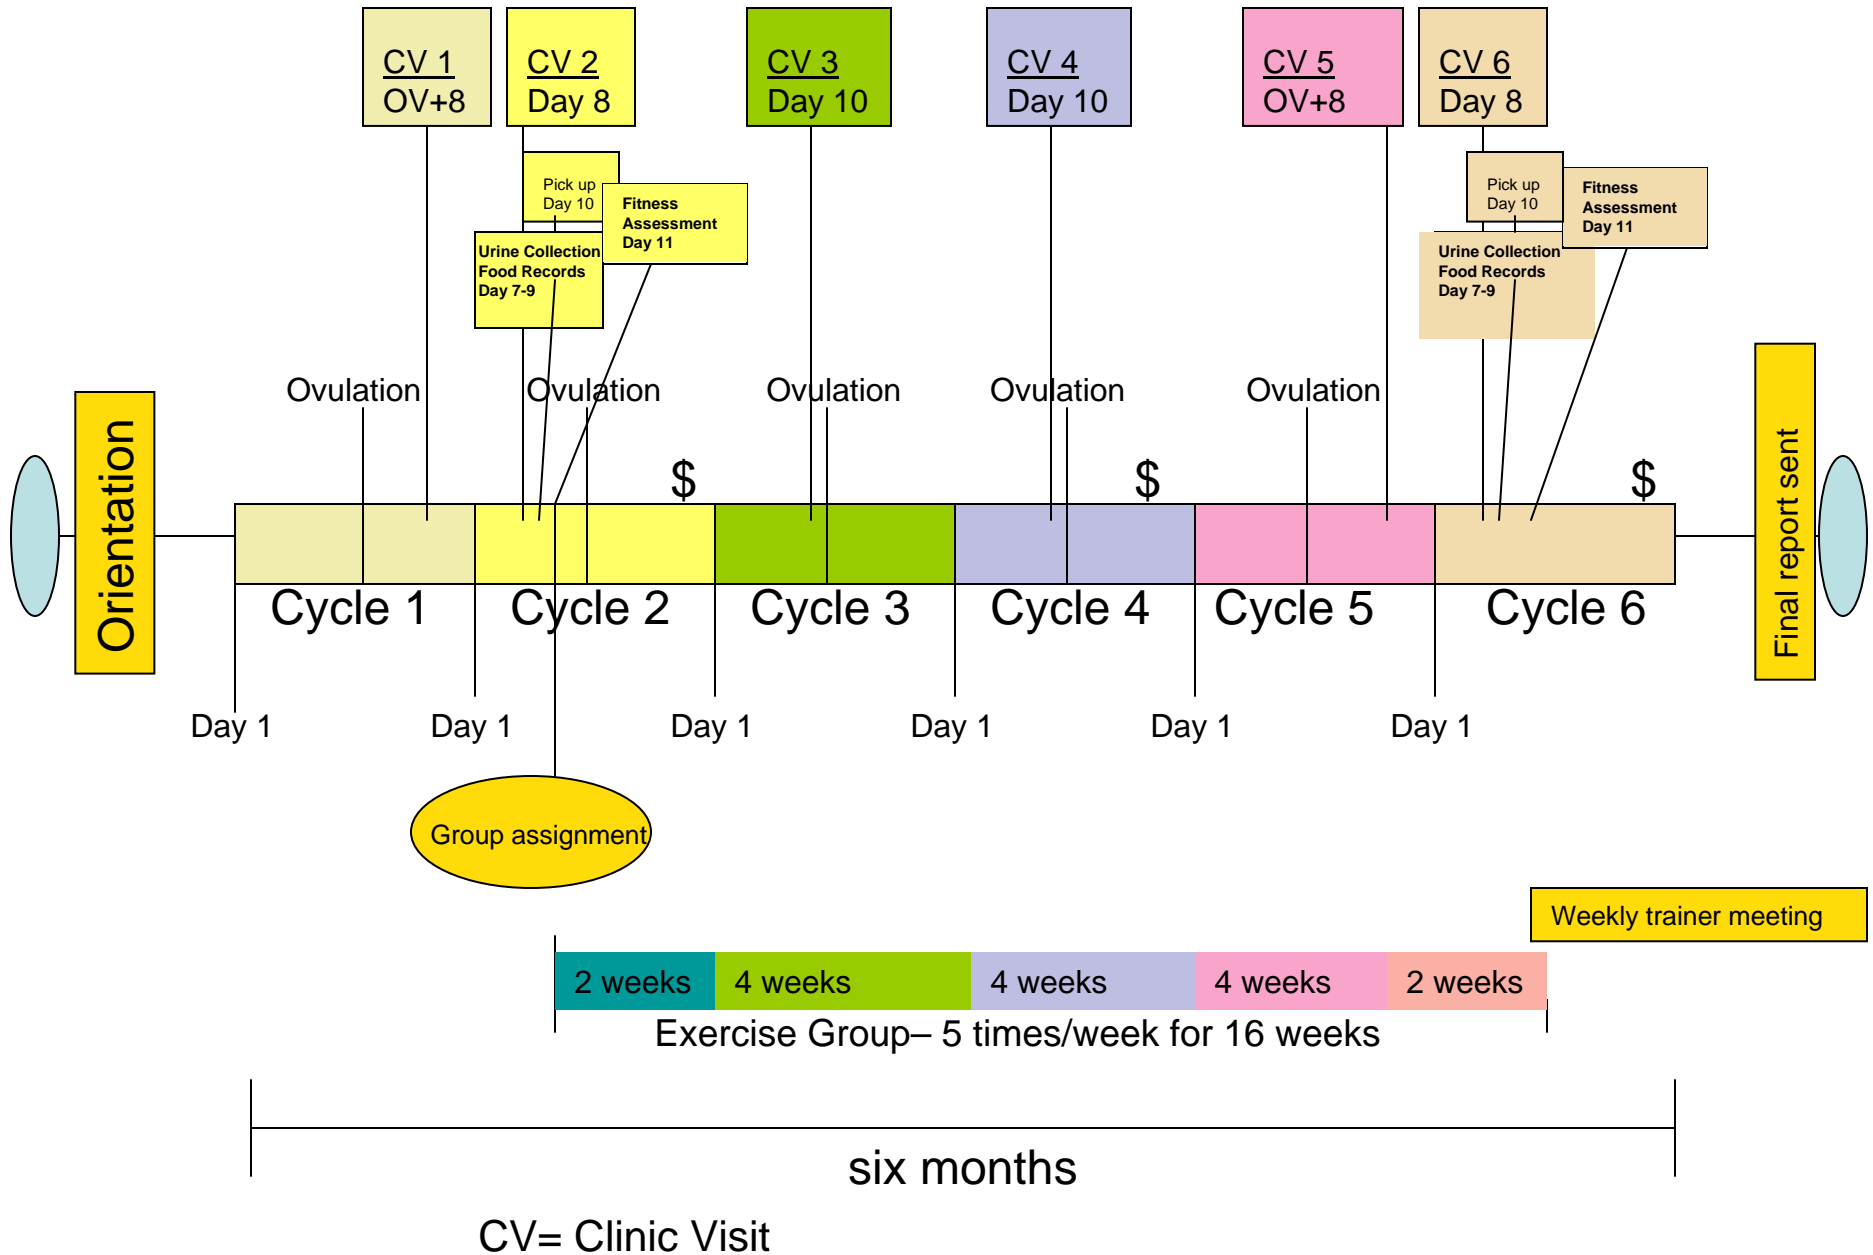 CV 1
OV+8
CV 2
Day 8
CV 3
Day 10
CV 4
Day 10
CV 5
OV+8
CV 6
Day 8
Pick up
Day 10
Fitness
Assessment
Day 11
Urine Collection
Food Records
Day 7-9
Pick up
Day 10
Fitness
Assessment
Day 11
Urine Collection
Food Records
Day 7-9
Ovulation
Ovulation
Ovulation
Ovulation
Ovulation
Orientation
$
$
$
Final report sent
Cycle 1
Cycle 2
Cycle 3
Cycle 4
Cycle 5
Cycle 6
Day 1
Day 1
Day 1
Day 1
Day 1
Day 1
Group assignment
Weekly trainer meeting
2 weeks
4 weeks
4 weeks
4 weeks
2 weeks
Exercise Group– 5 times/week for 16 weeks
six months
CV= Clinic Visit